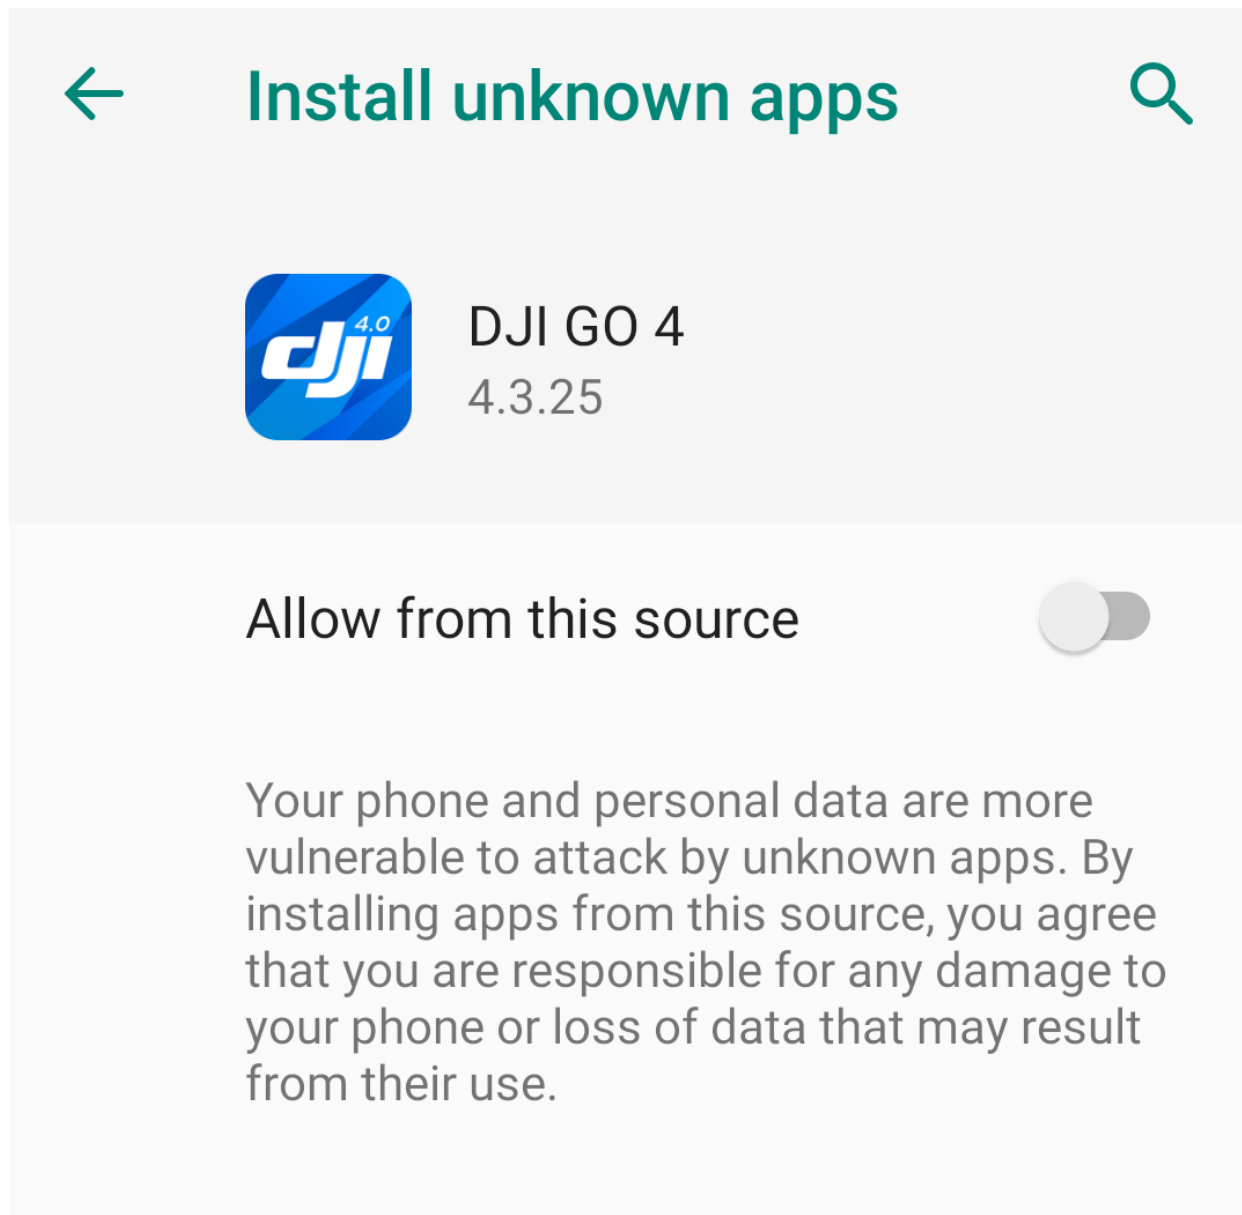 Install unknown apps
4.0
dji
DJI GO 4
4.3.25
Allow from this source
Your phone and personal data are more
vulnerable to attack by unknown apps. By
installing apps from this source, you agree
that you are responsible for any damage to
your phone or loss of data that may result
from their use.